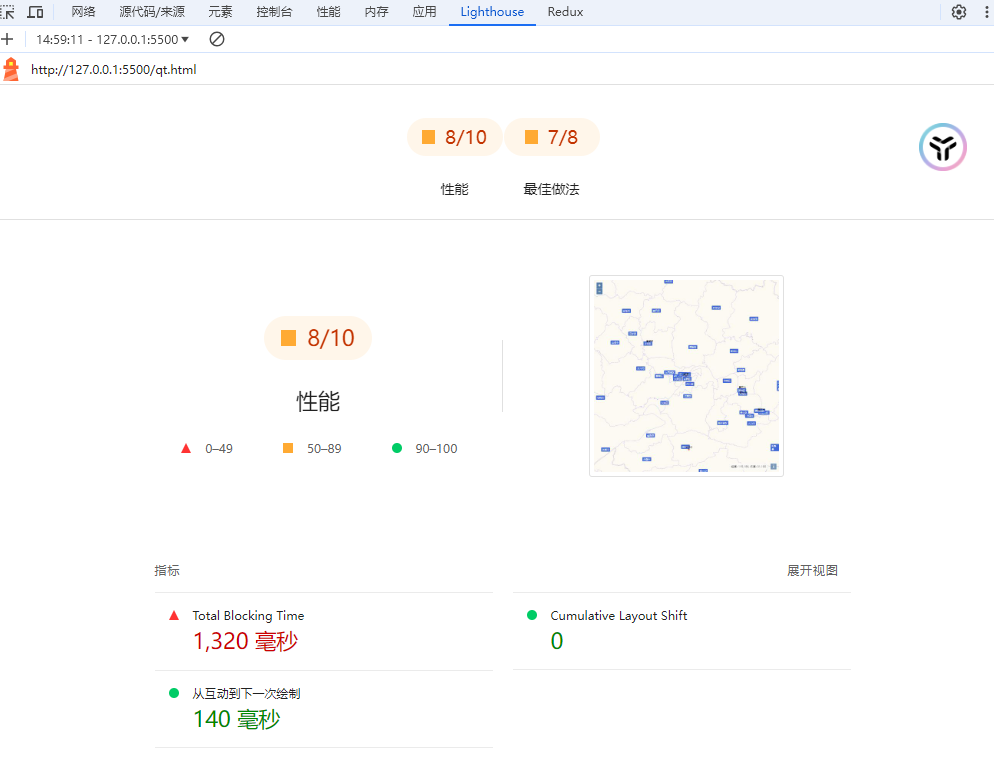 网络 源代码/来源 元素 控制台 性能 内存 应用 Lighthouse Redux
14:59:11 - 127.0.0.1:5500
http://127.0.0.1:5500/qt.html
8/10 7/8
性能 最佳做法
8/10
性能
0–49 50–89 90–100
指标 展开视图
Total Blocking Time Cumulative Layout Shift
1,320 毫秒 0
从互动到下一次绘制
140 毫秒